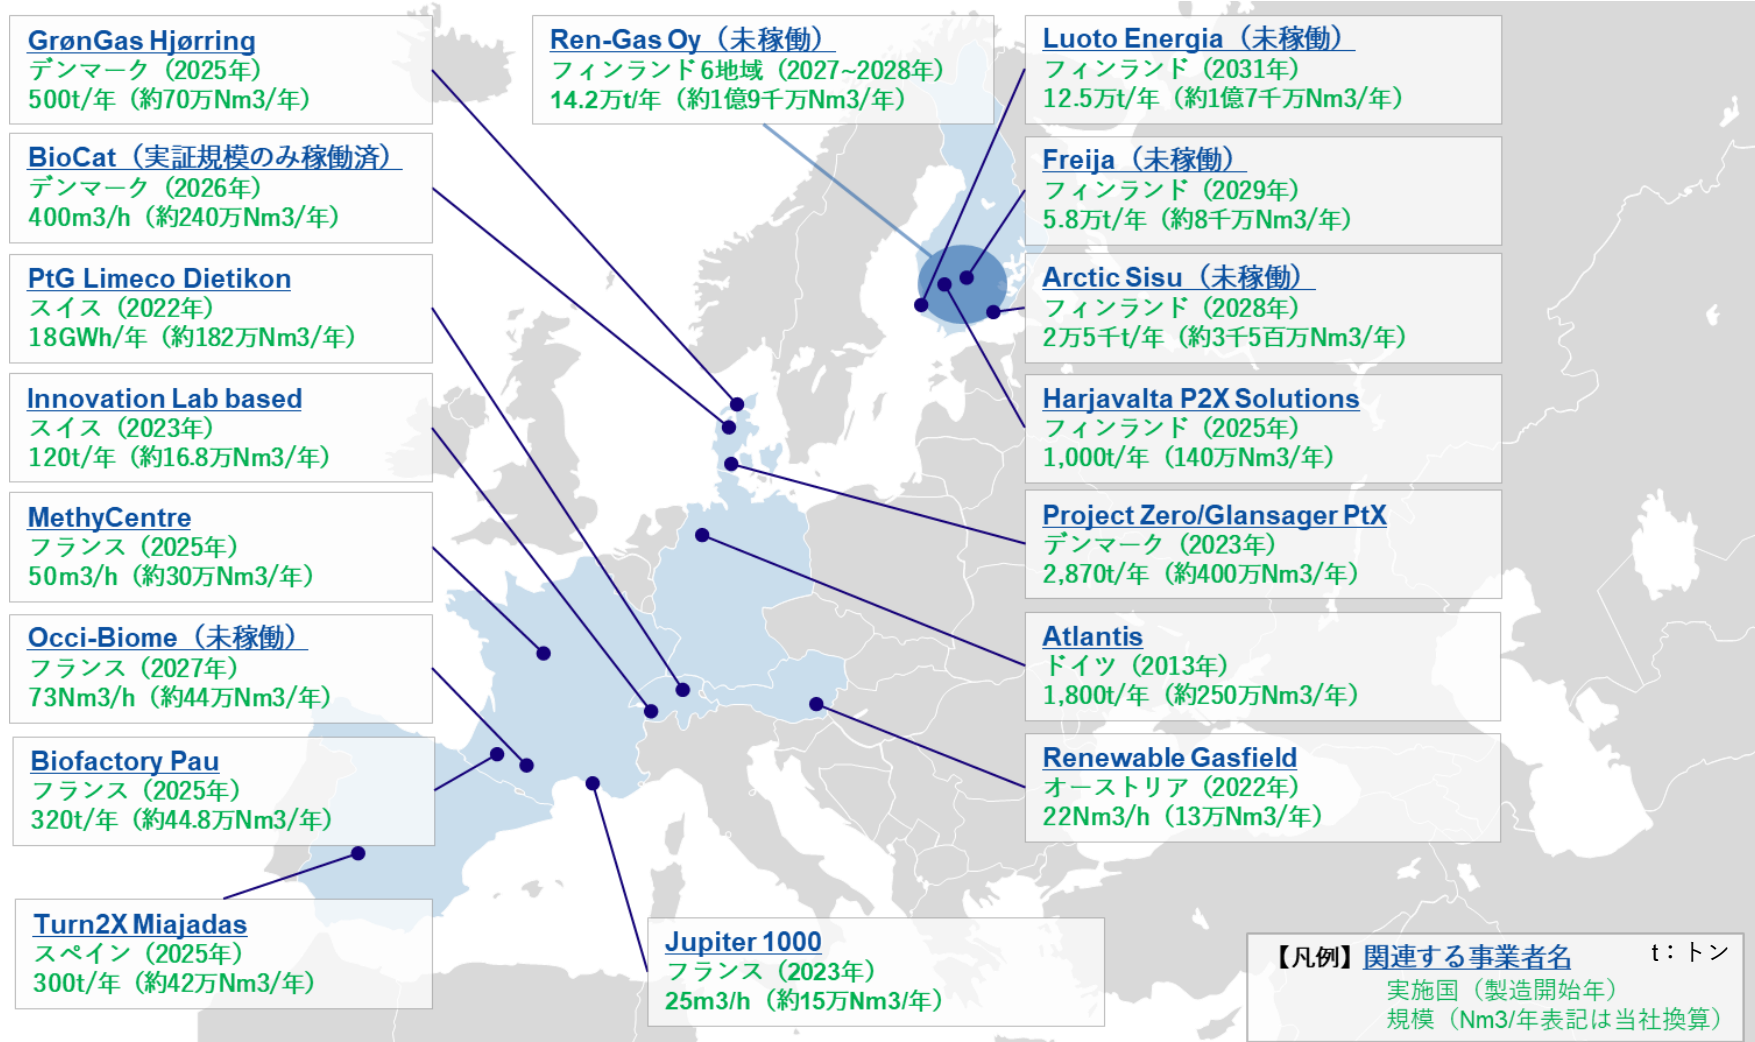 GrønGas Hjørring
デンマーク（2025年）
500t/年（約70万Nm3/年）
BioCat（実証規模のみ稼働済）
デンマーク（2026年）
400m3/h（約240万Nm3/年）
PtG Limeco Dietikon
スイス（2022年）
18GWh/年（約182万Nm3/年）
Innovation Lab based
スイス（2023年）
120t/年（約16.8万Nm3/年）
MethyCentre
フランス（2025年）
50m3/h（約30万Nm3/年）
Occi-Biome（未稼働）
フランス（2027年）
73Nm3/h（約44万Nm3/年）
Biofactory Pau
フランス（2025年）
320t/年（約44.8万Nm3/年）
Turn2X Miajadas
スペイン（2025年）
300t/年（約42万Nm3/年）
Ren-Gas Oy（未稼働）
フィンランド6地域（2027~2028年）
14.2万t/年（約1億9千万Nm3/年）
Luoto Energia（未稼働）
フィンランド（2031年）
12.5万t/年（約1億7千万Nm3/年）
Freija（未稼働）
フィンランド（2029年）
5.8万t/年（約8千万Nm3/年）
Arctic Sisu（未稼働）
フィンランド（2028年）
2万5千t/年（約3千5百万Nm3/年）
Harjavalta P2X Solutions
フィンランド（2025年）
1,000t/年（140万Nm3/年）
Project Zero/Glansager PtX
デンマーク（2023年）
2,870t/年（約400万Nm3/年）
Atlantis
ドイツ（2013年）
1,800t/年（約250万Nm3/年）
Renewable Gasfield
オーストリア（2022年）
22Nm3/h（13万Nm3/年）
Jupiter 1000
フランス（2023年）
25m3/h（約15万Nm3/年）
【凡例】関連する事業者名 t：トン
実施国（製造開始年）
規模（Nm3/年表記は当社換算）